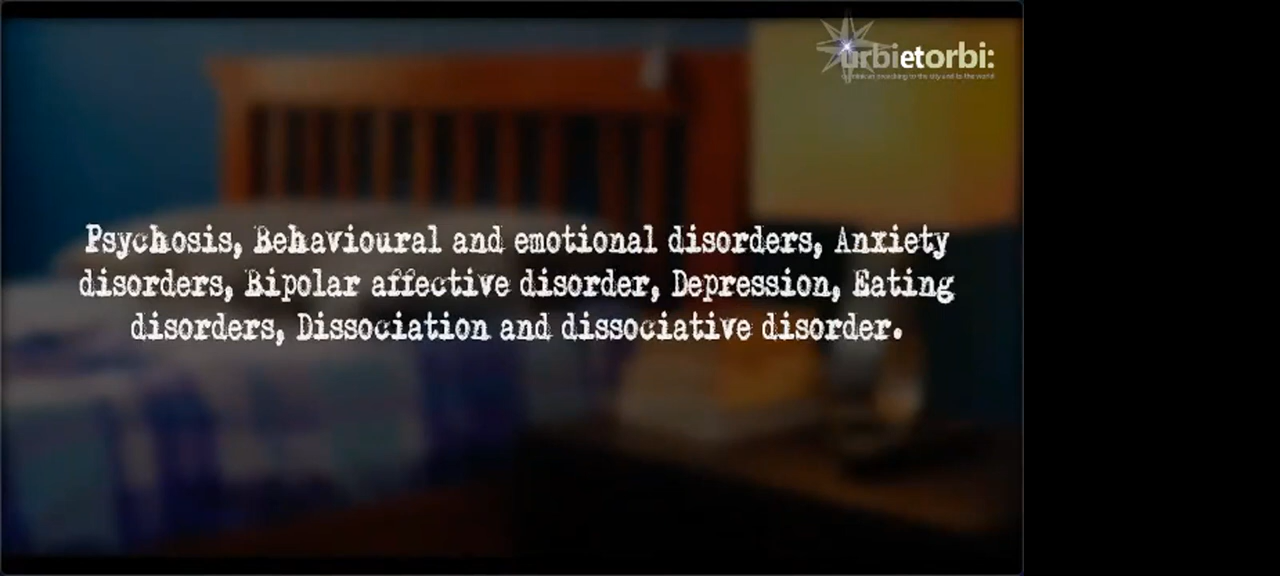 urbietorbi:
Psychosis, Behavioural and emotional disorders, Anxiety
disorders, Bipolar affective disorder, Depression, Eating
disorders, Dissociation and dissociative disorder.